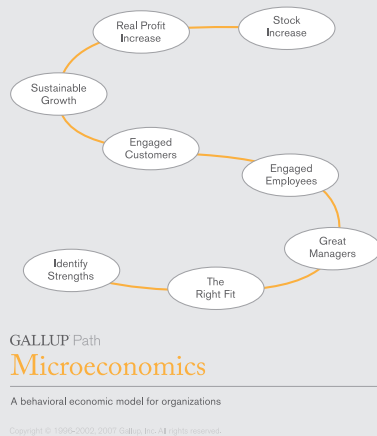 Real Profit
Increase
Stock
Increase
Sustainable
Growth
Engaged
Customers
Engaged
Employees
Great
Managers
Identify
Strengths
The
Right Fit
GALLUP Path
Microeconomics
A behavioral economic model for organizations
Copyright © 1996-2002, 2007 Gallup, Inc. All rights reserved.